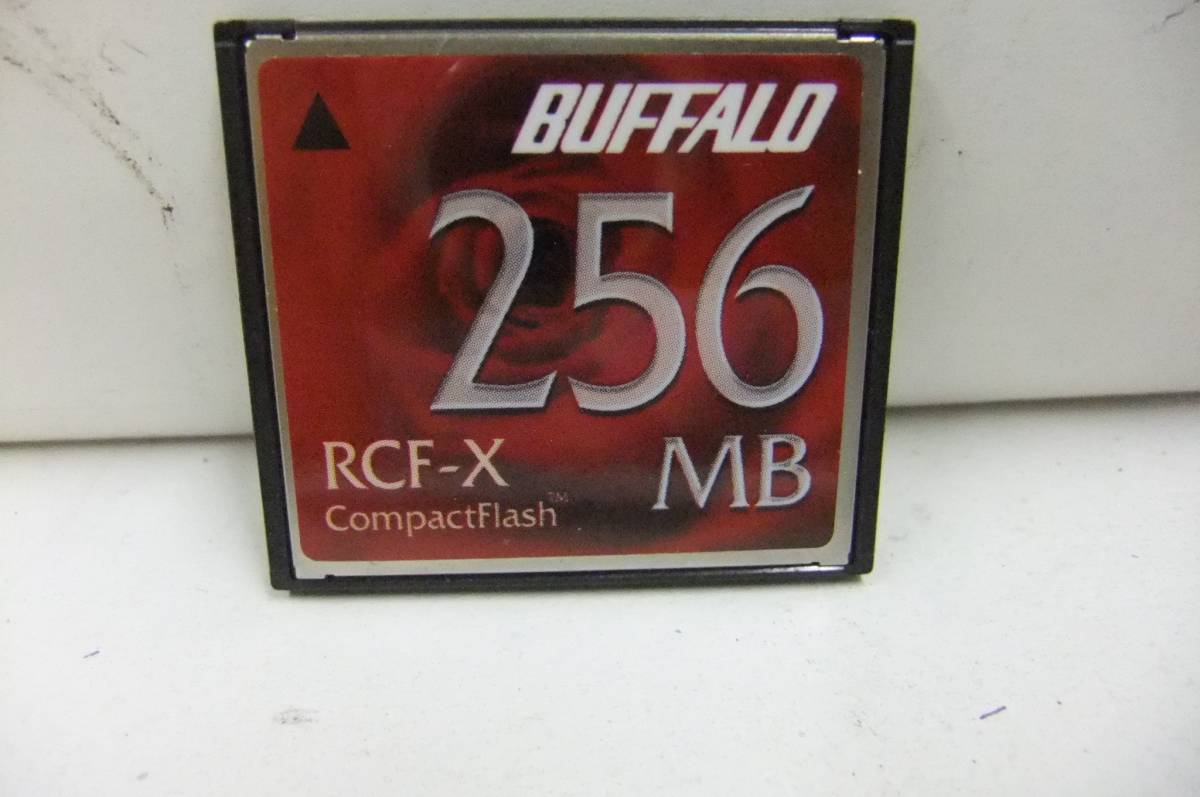 BUFFALO
256
MB
RCF-X
CompactFlash™